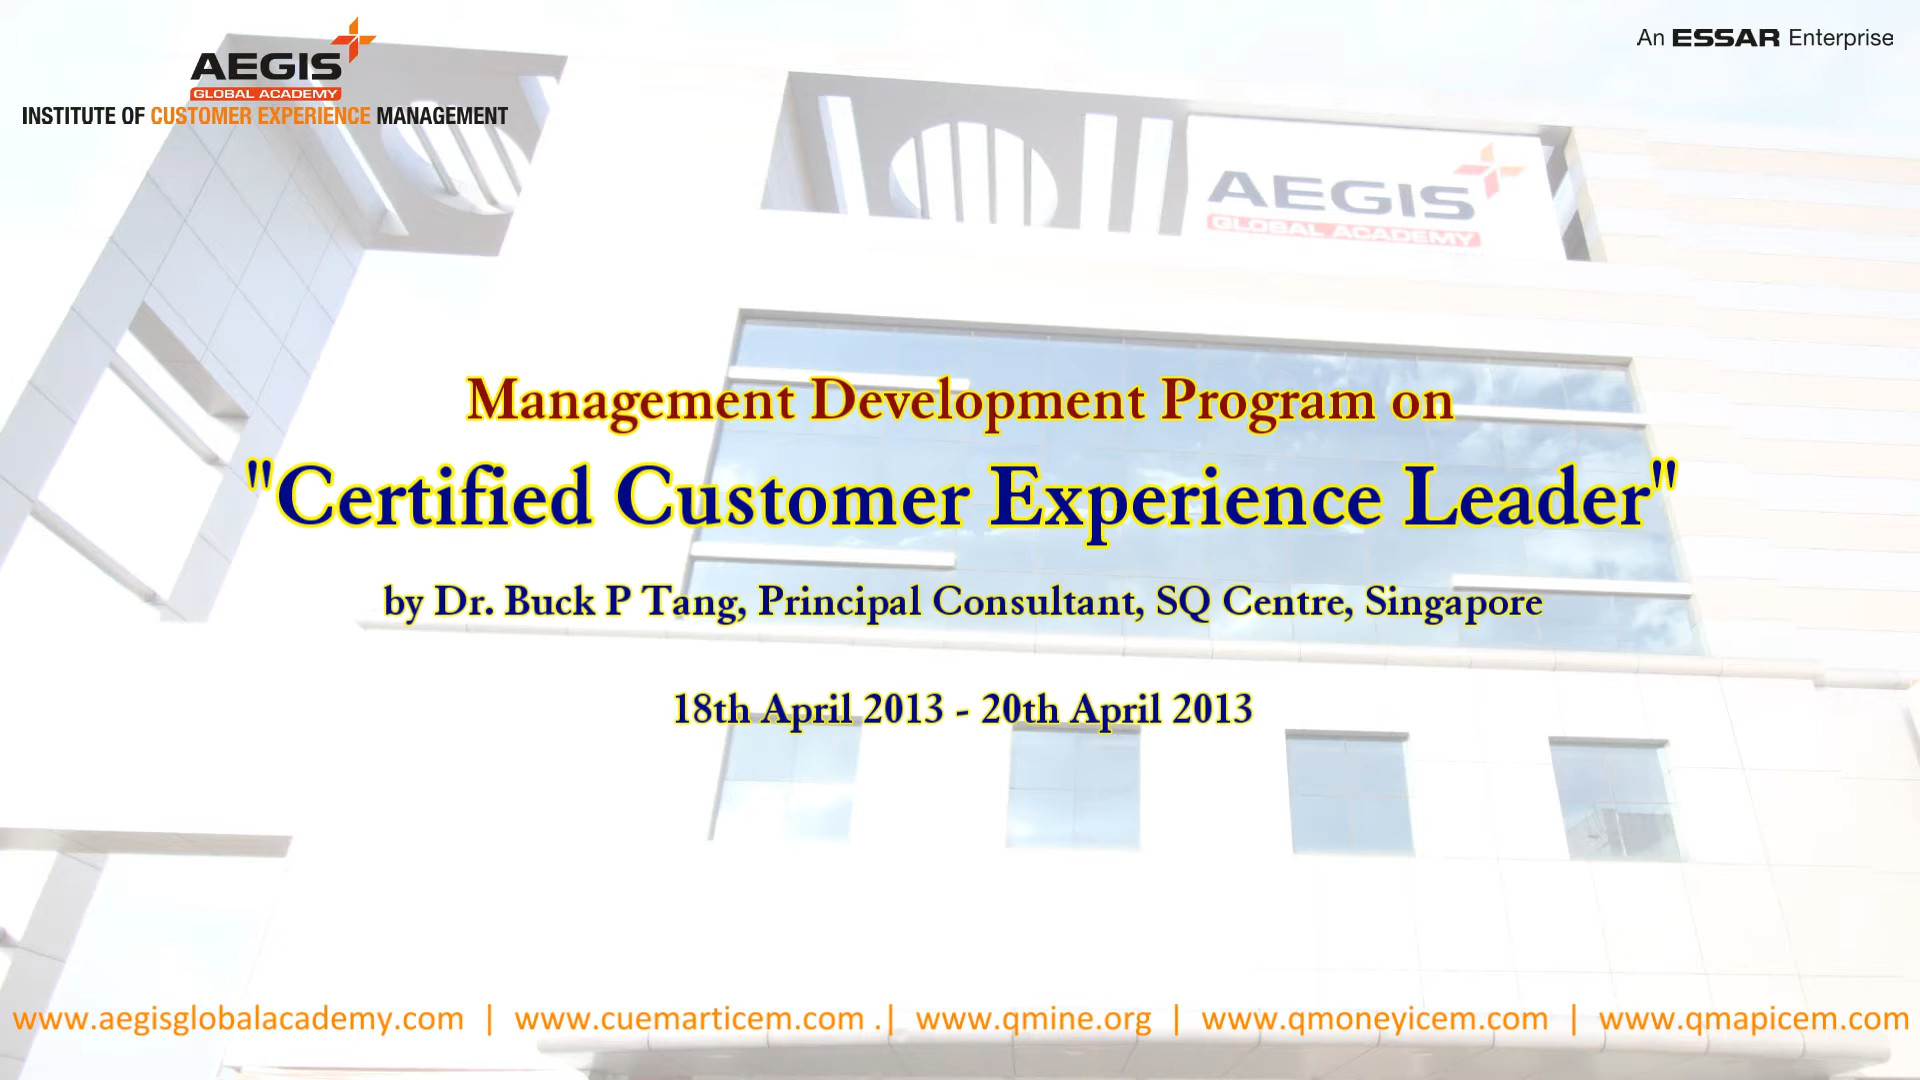 AEGIS
GLOBAL ACADEMY
INSTITUTE OF CUSTOMER EXPERIENCE MANAGEMENT
An ESSAR Enterprise
AEGIS
GLOBAL ACADEMY
Management Development Program on
"Certified Customer Experience Leader"
by Dr. Buck P Tang, Principal Consultant, SQ Centre, Singapore
18th April 2013 - 20th April 2013
www.aegisglobalacademy.com | www.cuemarticem.com .| www.qmine.org | www.qmoneyicem.com | www.qmapicem.com